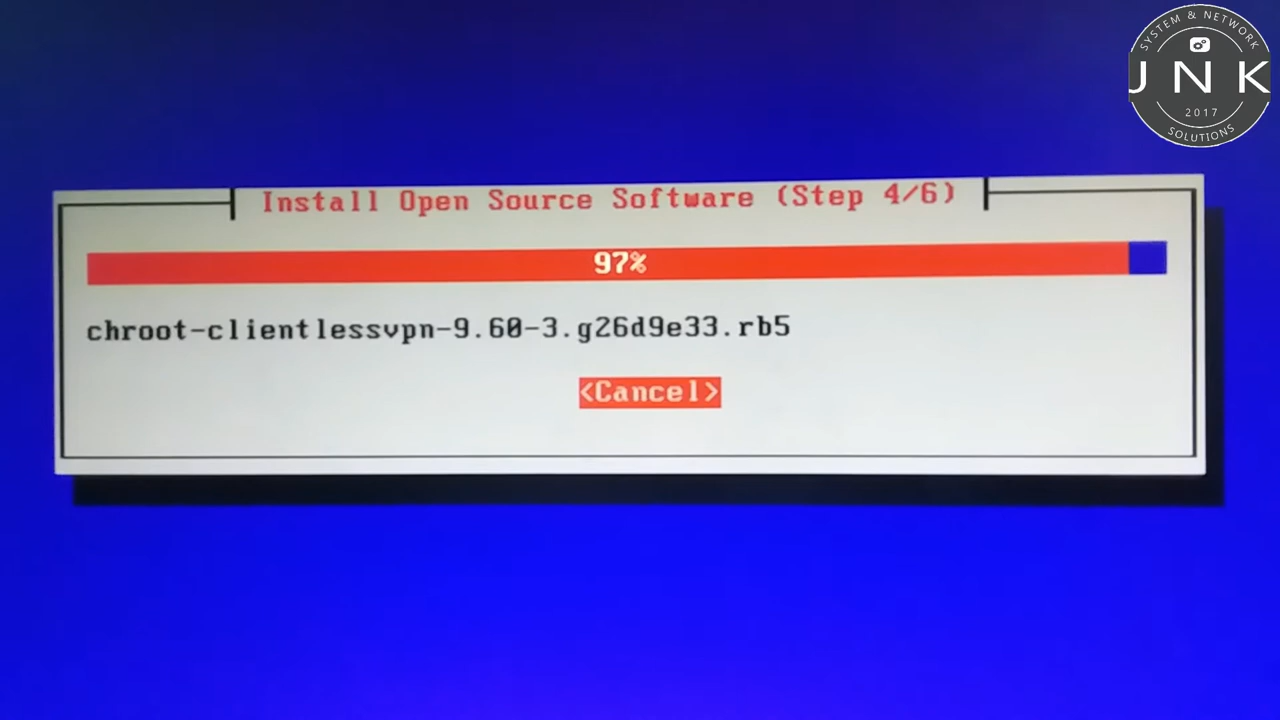 SYSTEM & NETWORK
JNK
2017
SOLUTIONS
Install Open Source Software (Step 4/6)
97%
chroot-clientlessvpn-9.60-3.g26d9e33.rb5
<Cancel>